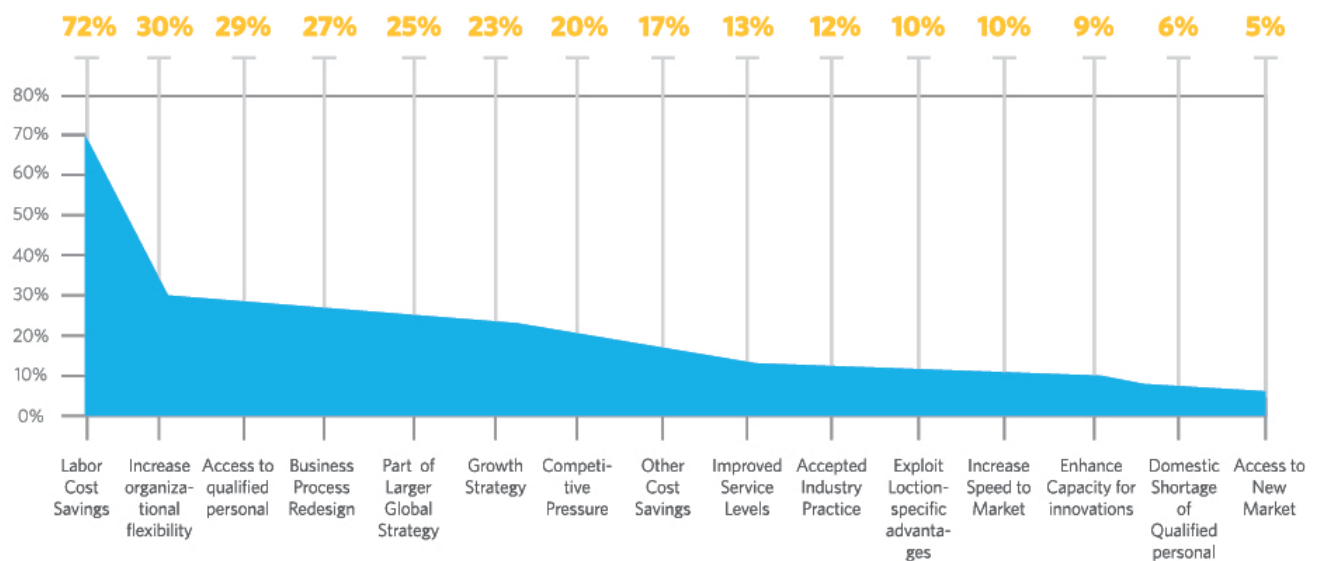 72% 30% 29% 27% 25% 23% 20% 17% 13% 12% 10% 10% 9% 6% 5%
80%
70%
60%
50%
40%
30%
20%
10%
0%
Labor
Cost
Savings
Increase
organiza-
tional
flexibility
Access to
qualified
personal
Business
Process
Redesign
Part of
Larger
Global
Strategy
Growth
Strategy
Competi-
tive
Pressure
Other
Cost
Savings
Improved
Service
Levels
Accepted
Industry
Practice
Exploit
Loction-
specific
advanta-
ges
Increase
Speed to
Market
Enhance
Capacity for
innovations
Domestic
Shortage
of
Qualified
personal
Access to
New
Market